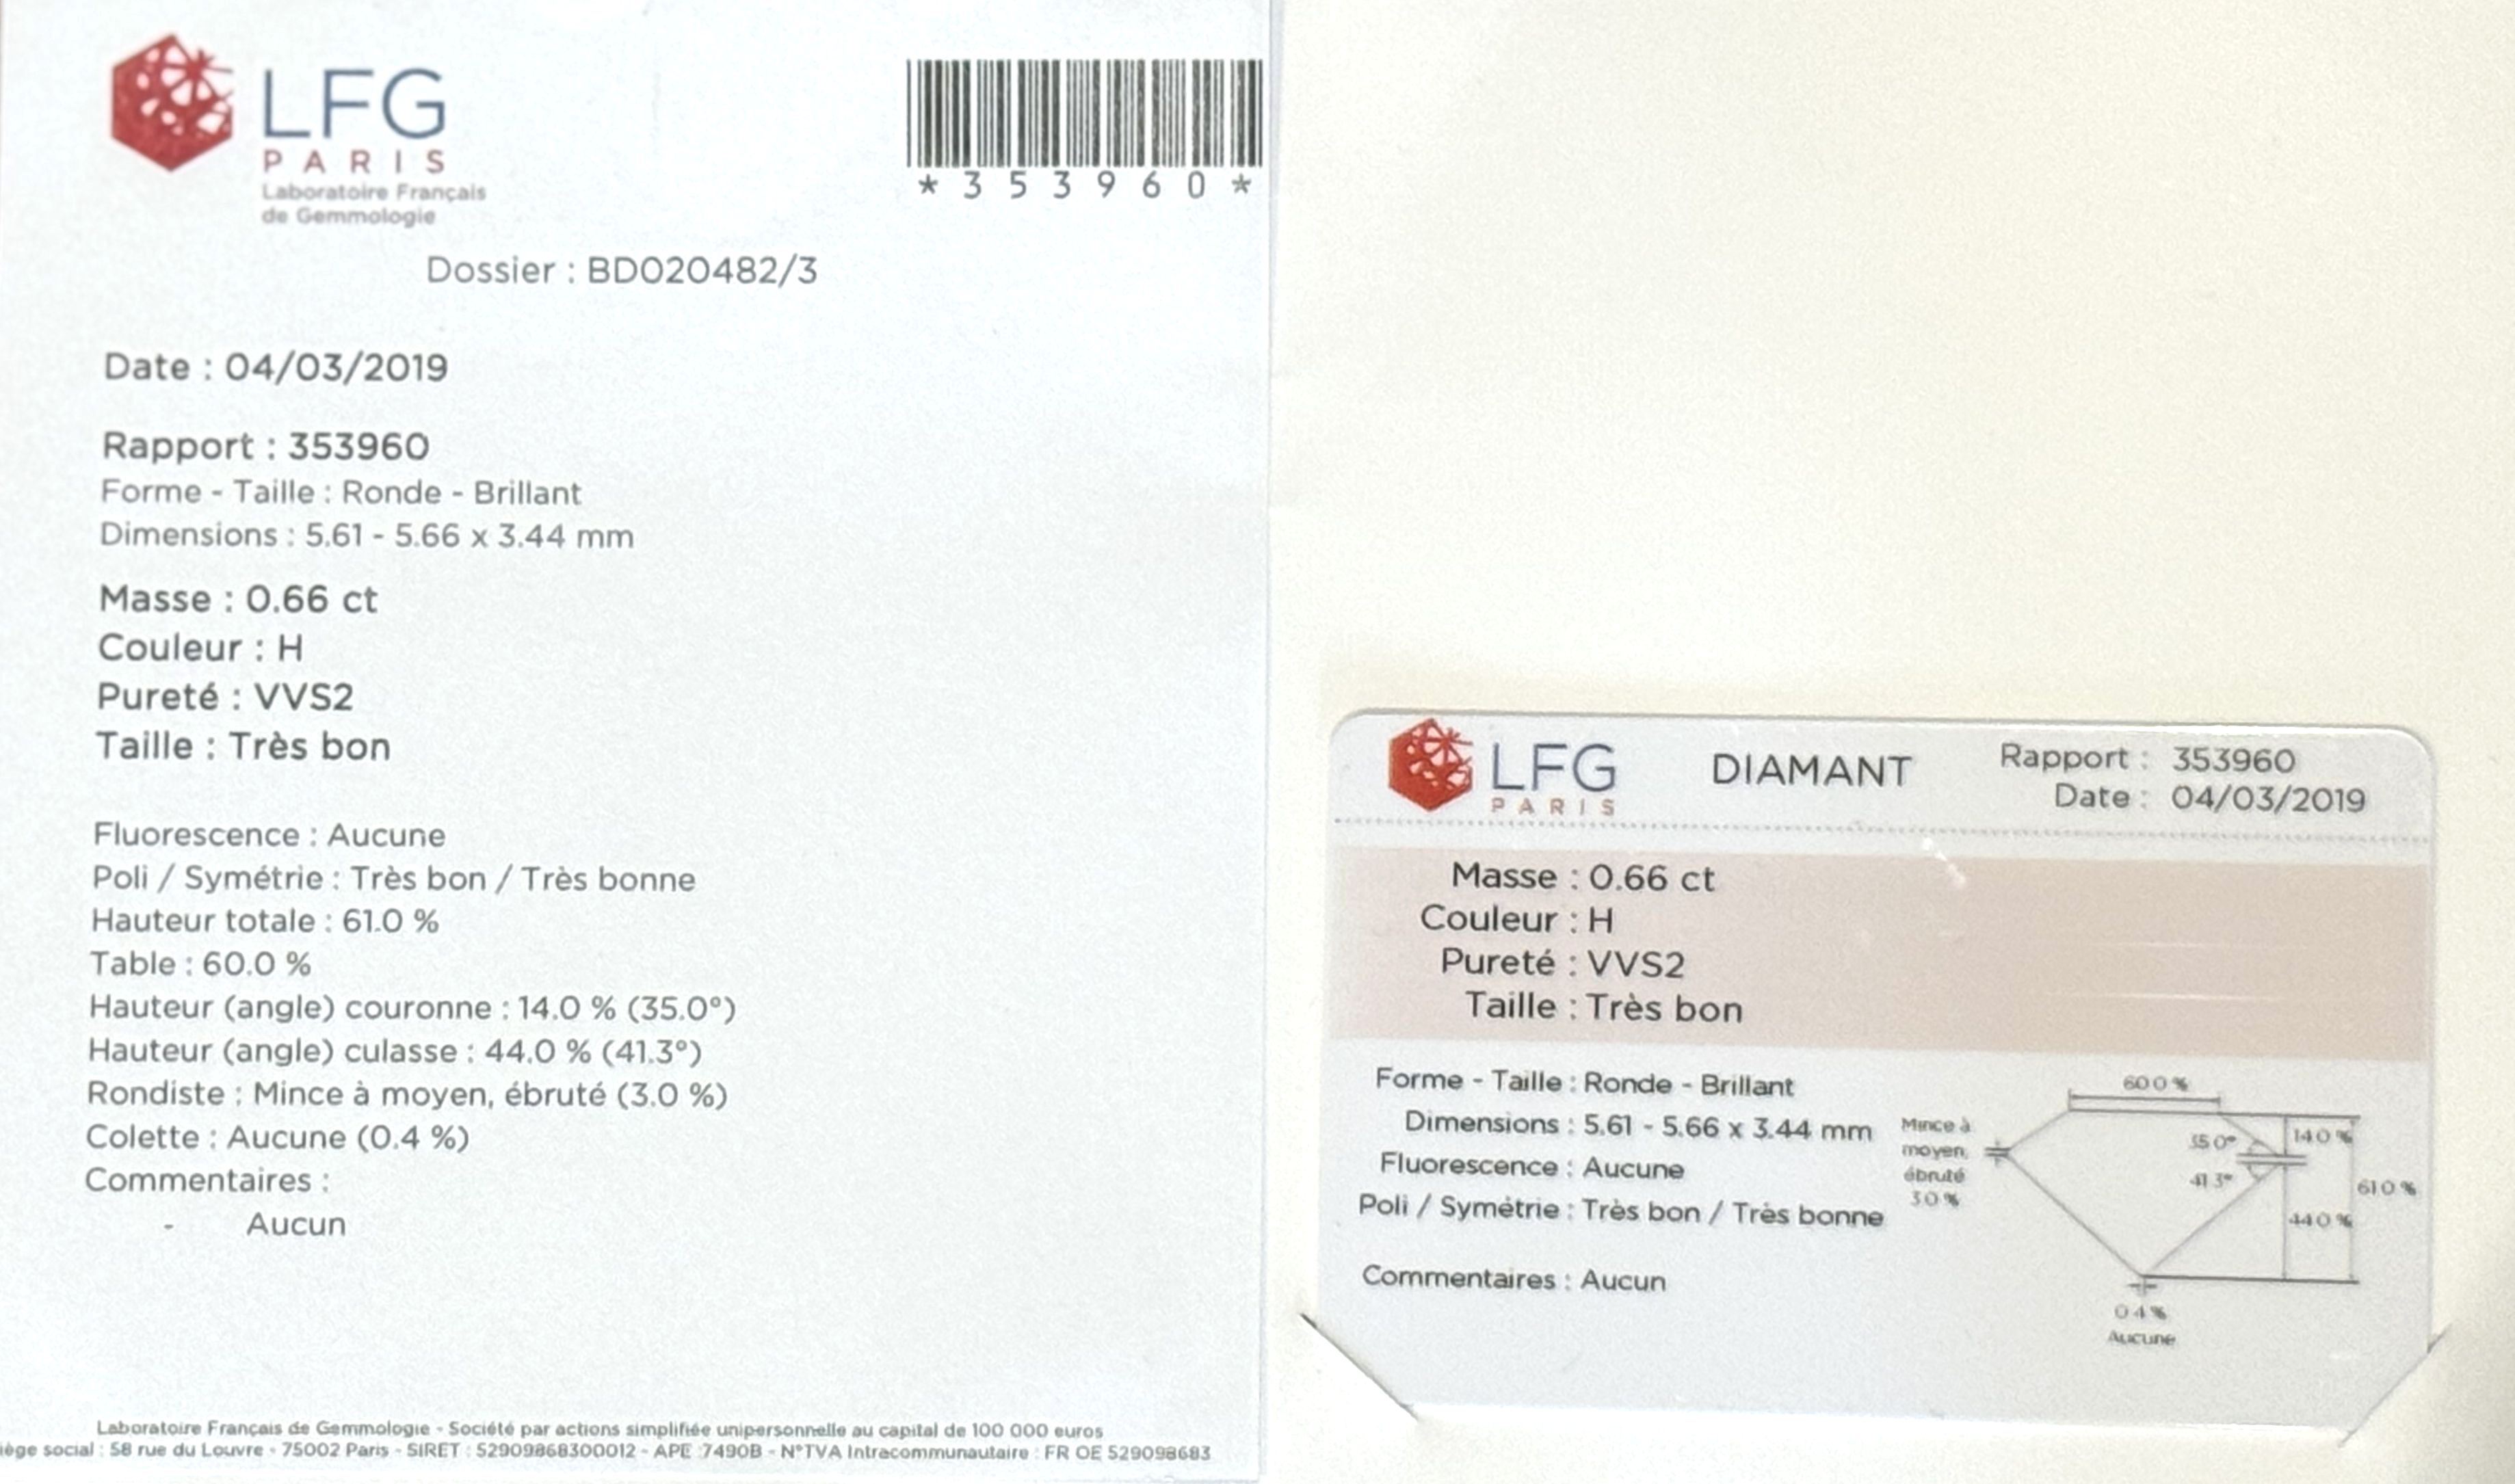 LFG
PARIS
Laboratoire Français
de Gemmologie
*353960*
Dossier : BD020482/3
Date : 04/03/2019
Rapport : 353960
Forme - Taille : Ronde - Brillant
Dimensions : 5.61 - 5.66 x 3.44 mm
Masse : 0.66 ct
Couleur : H
Pureté : VVS2
Taille : Très bon
Fluorescence : Aucune
Poli / Symétrie : Très bon / Très bonne
Hauteur totale : 61.0 %
Table : 60.0 %
Hauteur (angle) couronne : 14.0 % (35.0°)
Hauteur (angle) culasse : 44.0 % (41.3°)
Rondiste : Mince à moyen, ébruté (3.0 %)
Colette : Aucune (0.4 %)
Commentaires :
- Aucun
Laboratoire Français de Gemmologie - Société par actions simplifiée unipersonnelle au capital de 100 000 euros
iège social : 58 rue du Louvre - 75002 Paris - SIRET : 52909868300012 - APE :7490B - N°TVA Intracommunautaire : FR OE 529098683
LFG
PARIS
DIAMANT
Rapport : 353960
Date : 04/03/2019
Masse : 0.66 ct
Couleur : H
Pureté : VVS2
Taille : Très bon
Forme - Taille : Ronde - Brillant
Dimensions : 5.61 - 5.66 x 3.44 mm
Fluorescence : Aucune
Poli / Symétrie : Très bon / Très bonne
Commentaires : Aucun
60.0 %
Mince à
moyen,
ébruté
3.0 %
35.0°
14.0 %
41.3°
61.0 %
44.0 %
0.4 %
Aucune